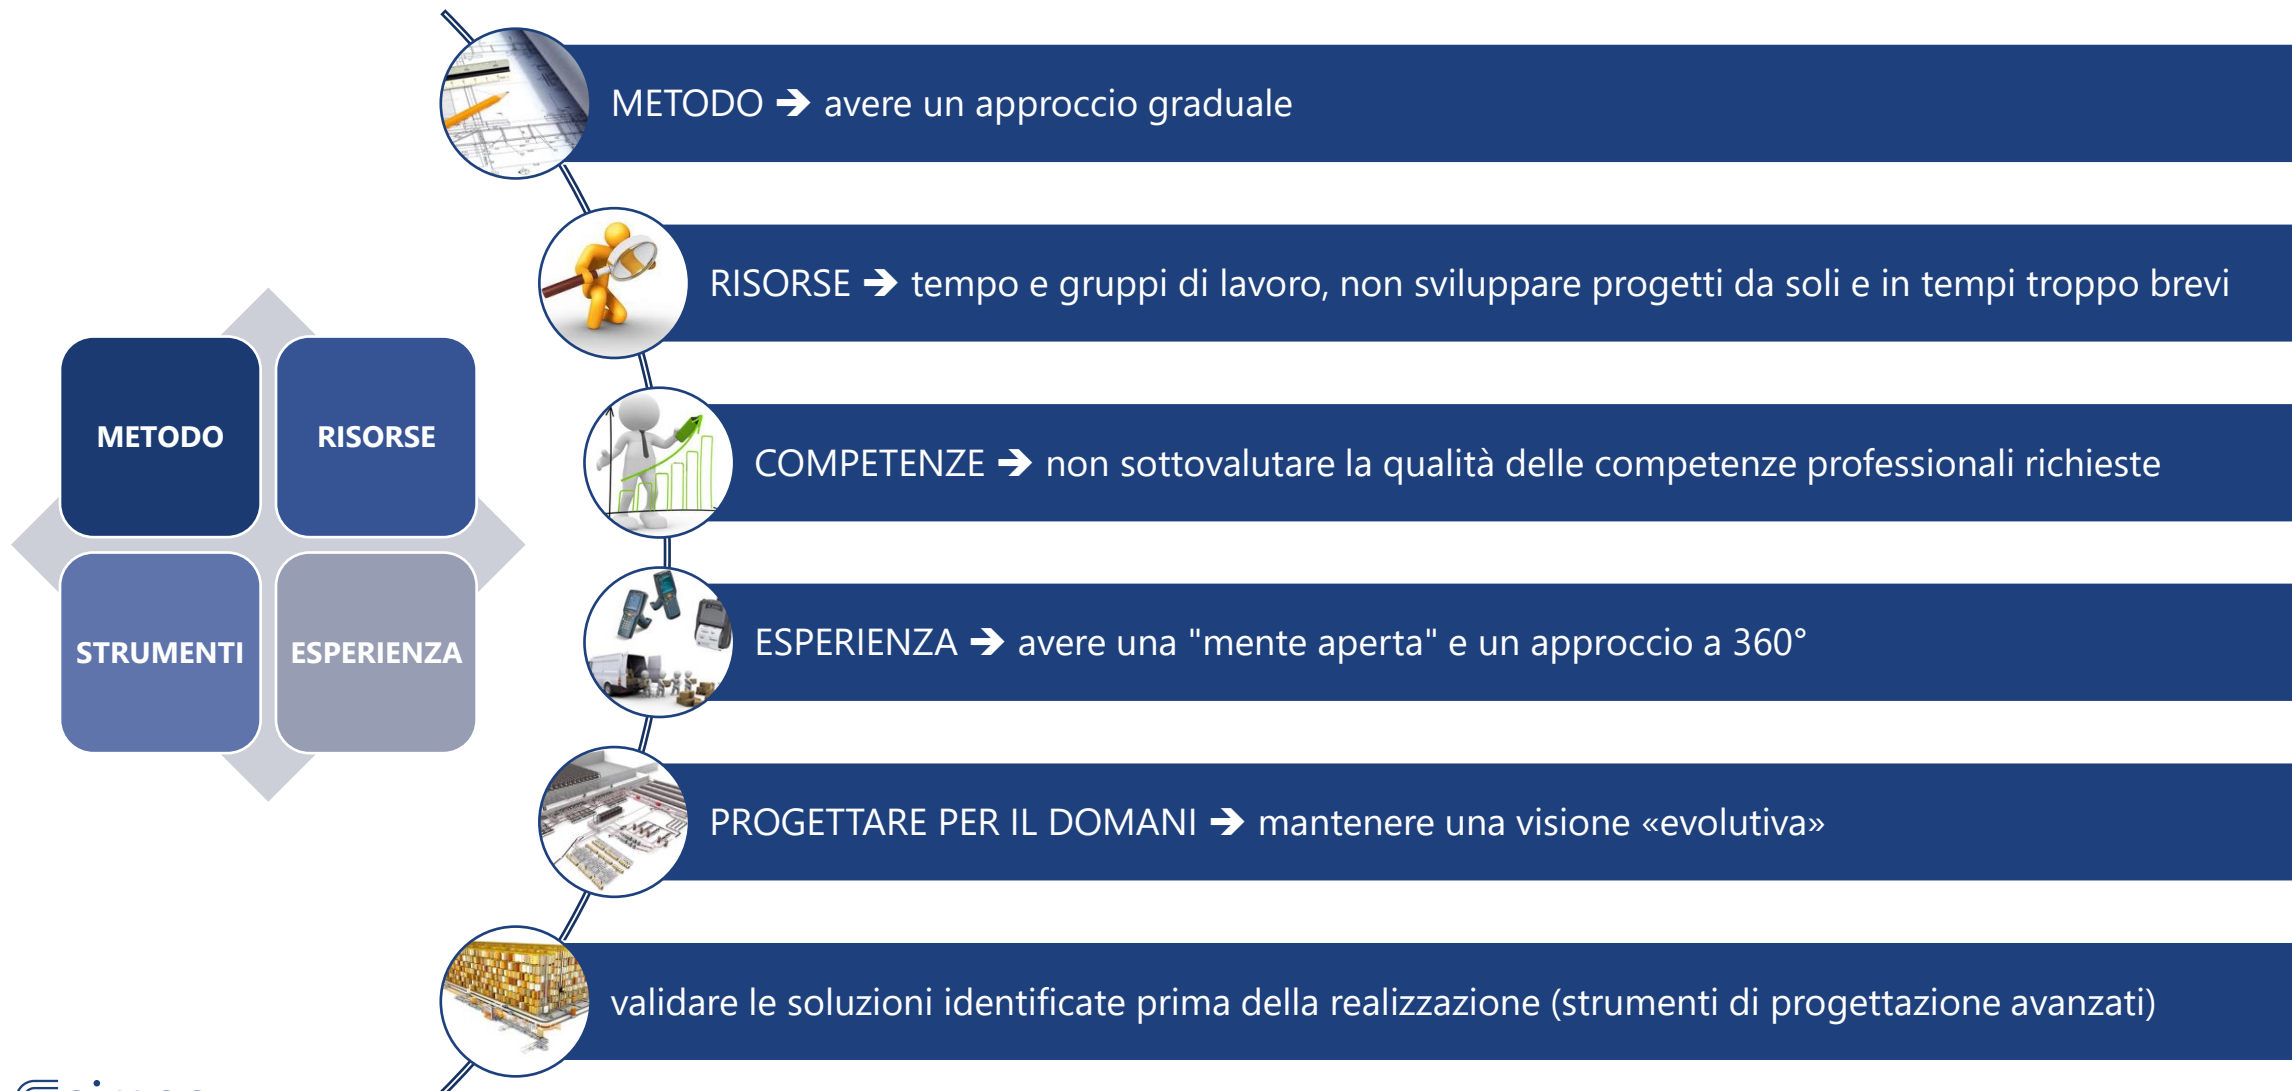 METODO ➔ avere un approccio graduale
RISORSE ➔ tempo e gruppi di lavoro, non sviluppare progetti da soli e in tempi troppo brevi
METODO
RISORSE
STRUMENTI
ESPERIENZA
COMPETENZE ➔ non sottovalutare la qualità delle competenze professionali richieste
ESPERIENZA ➔ avere una "mente aperta" e un approccio a 360°
PROGETTARE PER IL DOMANI ➔ mantenere una visione «evolutiva»
validare le soluzioni identificate prima della realizzazione (strumenti di progettazione avanzati)